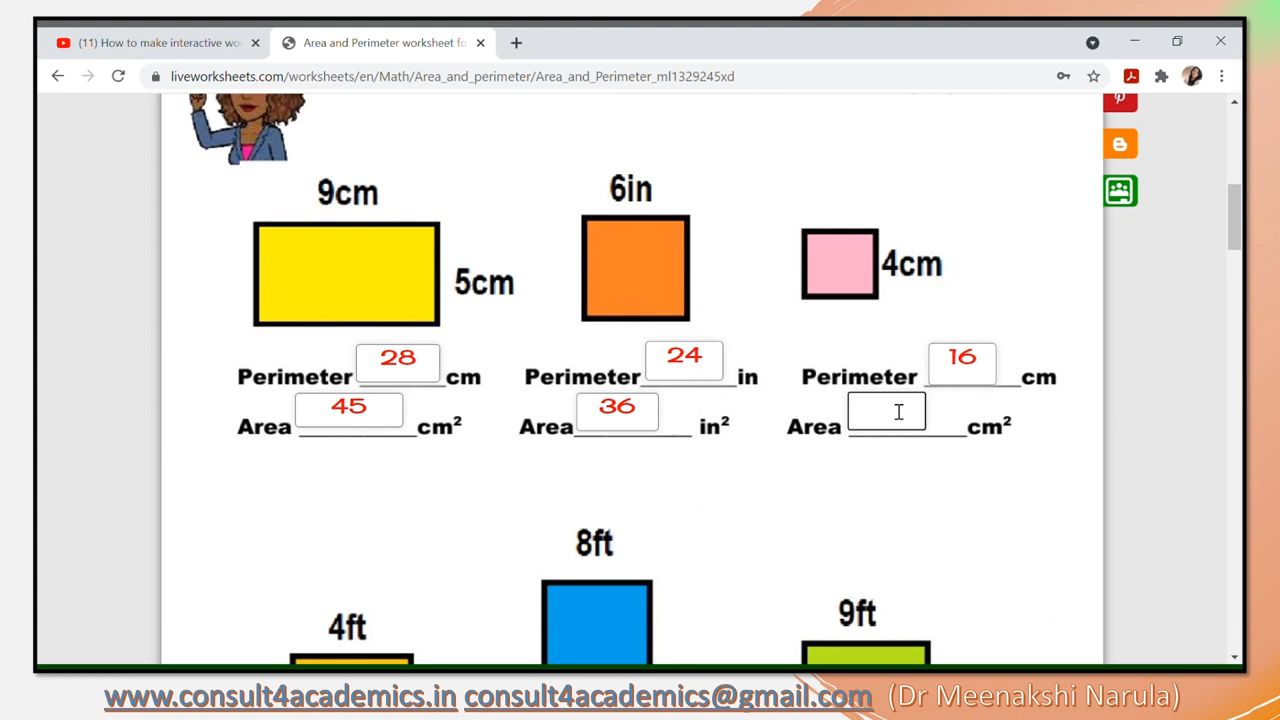 (11) How to make interactive wo
Area and Perimeter worksheet fo
liveworksheets.com/worksheets/en/Math/Area_and_perimeter/Area_and_Perimeter_ml1329245xd
9cm
6in
5cm
4cm
Perimeter 28 cm
Perimeter 24 in
Perimeter 16 cm
Area 45 cm²
Area 36 in²
Area cm²
8ft
4ft
9ft
www.consult4academics.in consult4academics@gmail.com (Dr Meenakshi Narula)